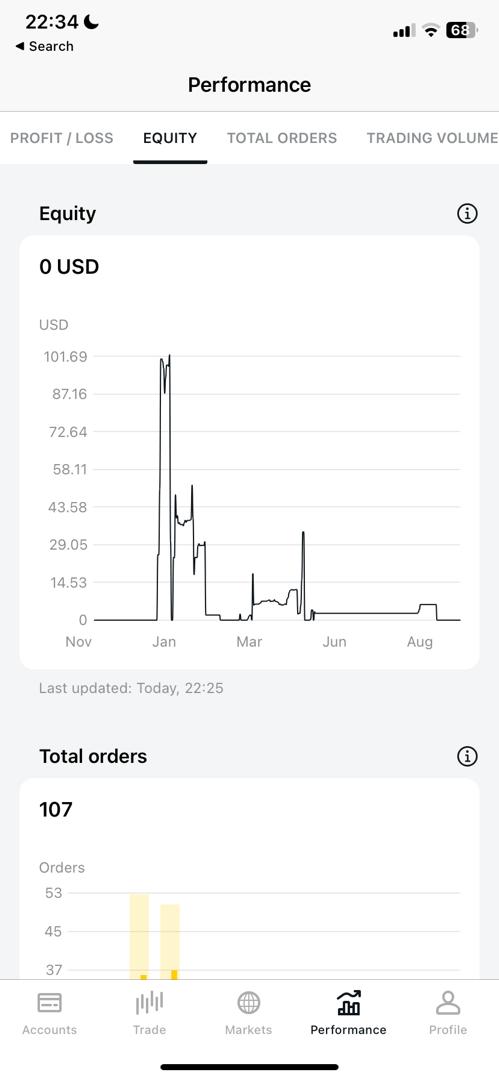 22:34
68
◀ Search
Performance
PROFIT / LOSS EQUITY TOTAL ORDERS TRADING VOLUME
Equity
0 USD
USD
101.69
87.16
72.64
58.11
43.58
29.05
14.53
0
Nov Jan Mar Jun Aug
Last updated: Today, 22:25
Total orders
107
Orders
53
45
37
Accounts Trade Markets Performance Profile